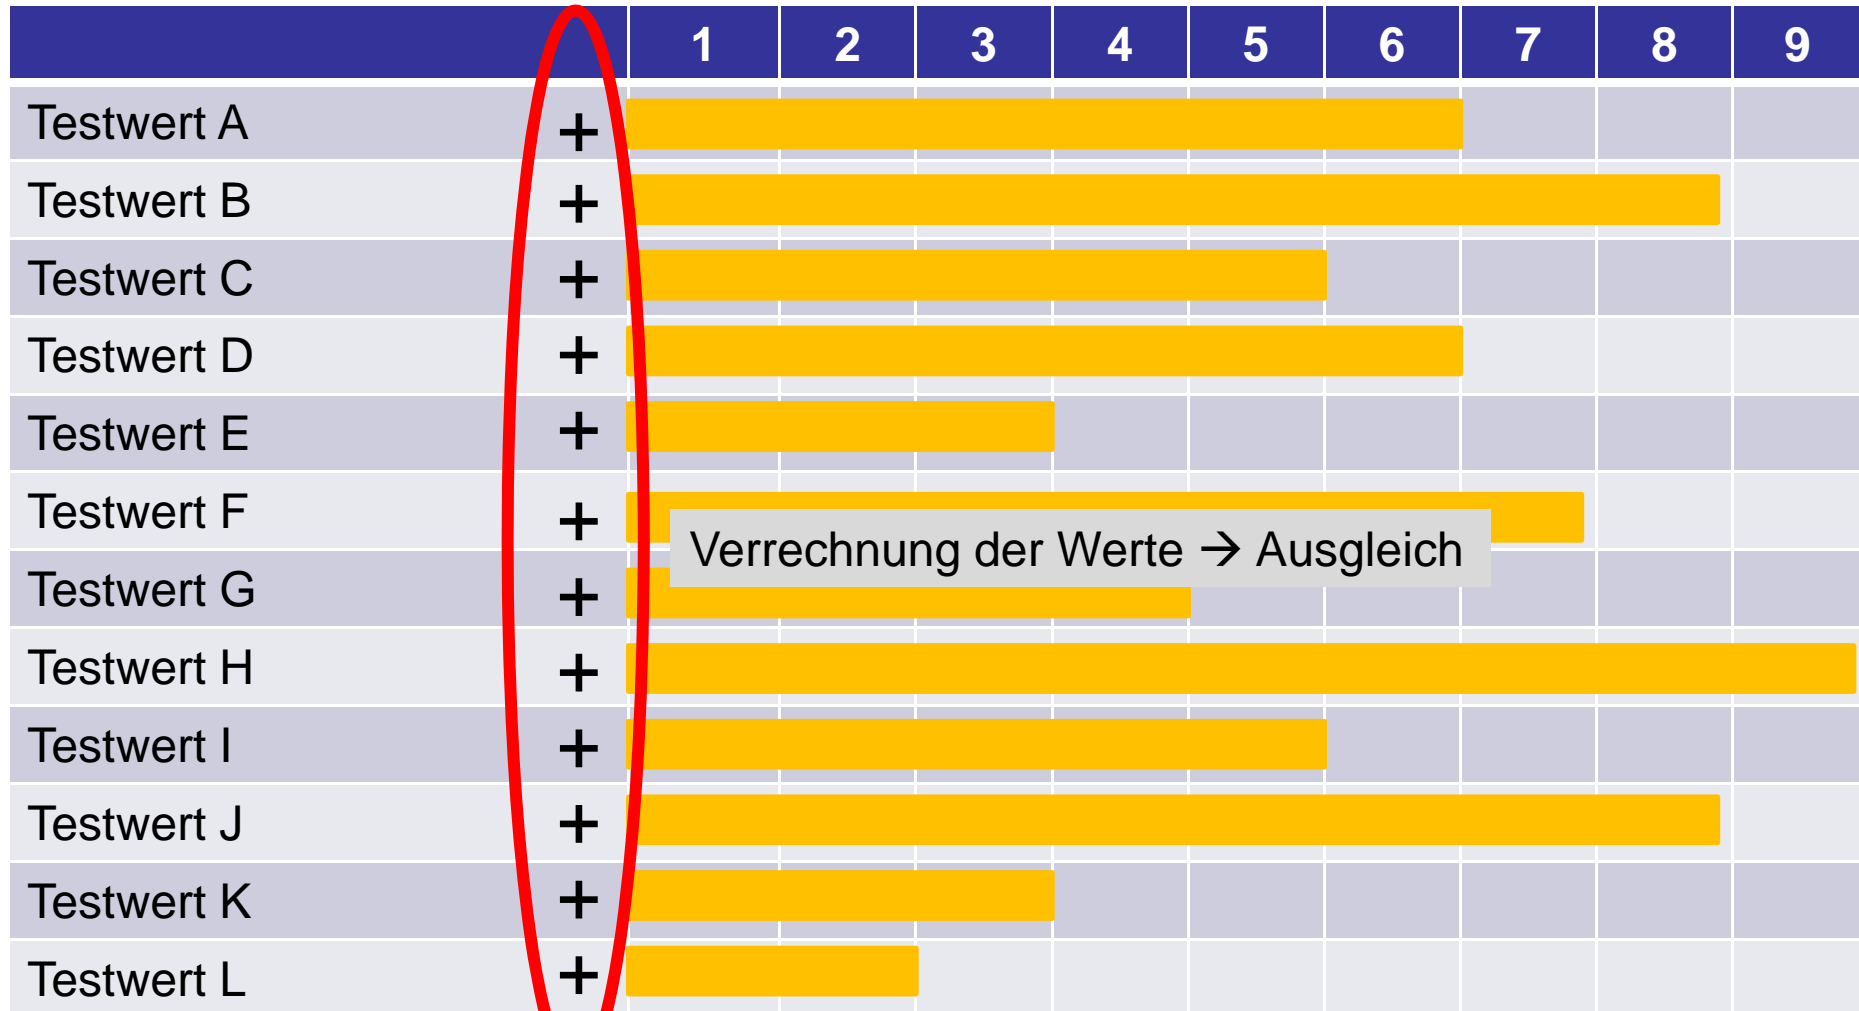 1 2 3 4 5 6 7 8 9
Testwert A +
Testwert B +
Testwert C +
Testwert D +
Testwert E +
Testwert F +
Verrechnung der Werte → Ausgleich
Testwert G +
Testwert H +
Testwert I +
Testwert J +
Testwert K +
Testwert L +